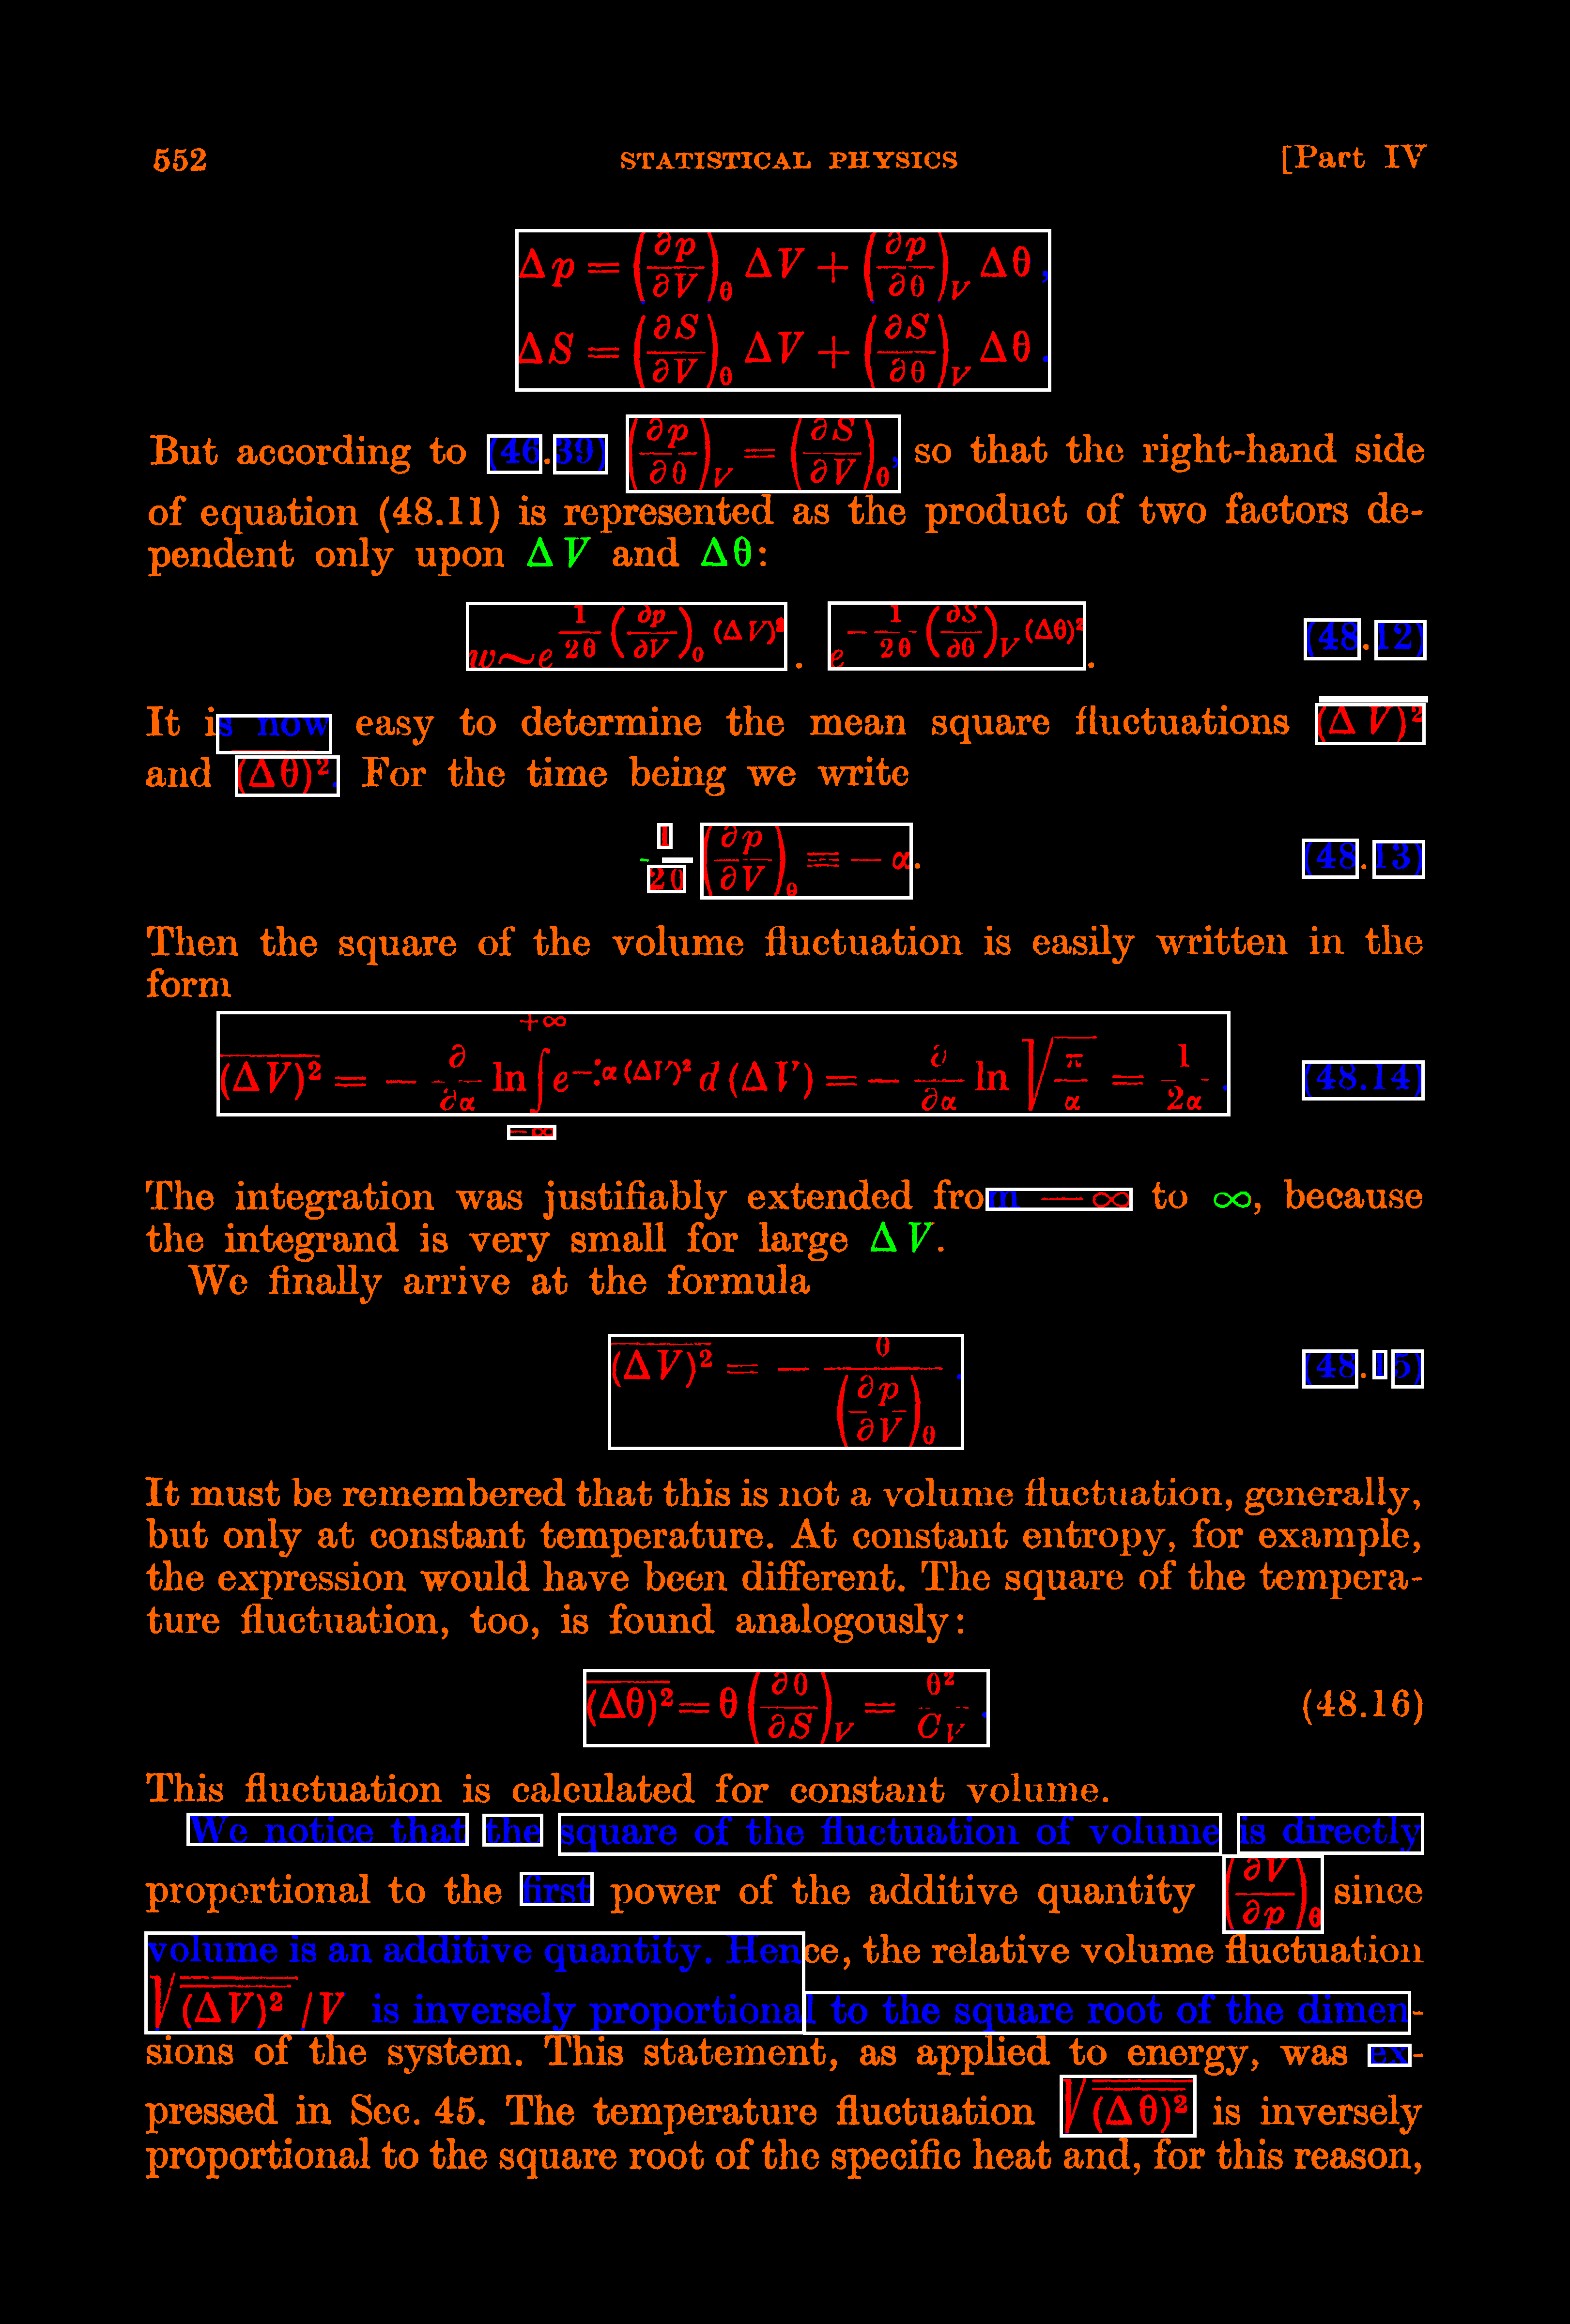 552 STATISTICAL PHYSICS [Part IV
Δp = (∂p/∂V)_θ ΔV + (∂p/∂θ)_V Δθ,
ΔS = (∂S/∂V)_θ ΔV + (∂S/∂θ)_V Δθ.
But according to (46.39) (∂p/∂θ)_V = (∂S/∂V)_θ, so that the right-hand side
of equation (48.11) is represented as the product of two factors de-
pendent only upon ΔV and Δθ:
w ~ e^{1/2θ (∂p/∂V)_θ (ΔV)²} . e^{−1/2θ (∂S/∂θ)_V (Δθ)²}. (48.12)
It is now easy to determine the mean square fluctuations \overline{(ΔV)²}
and \overline{(Δθ)²}. For the time being we write
1/2θ (∂p/∂V)_θ ≡ − α. (48.13)
Then the square of the volume fluctuation is easily written in the
form
\overline{(ΔV)²} = − ∂/∂α ln ∫_{−∞}^{+∞} e^{−α(ΔV)²} d(ΔV) = − ∂/∂α ln √(π/α) = 1/2α. (48.14)
The integration was justifiably extended from −∞ to ∞, because
the integrand is very small for large ΔV.
We finally arrive at the formula
\overline{(ΔV)²} = − θ/(∂p/∂V)_θ. (48.15)
It must be remembered that this is not a volume fluctuation, generally,
but only at constant temperature. At constant entropy, for example,
the expression would have been different. The square of the tempera-
ture fluctuation, too, is found analogously:
\overline{(Δθ)²} = θ (∂θ/∂S)_V = θ²/C_V. (48.16)
This fluctuation is calculated for constant volume.
We notice that the square of the fluctuation of volume is directly
proportional to the first power of the additive quantity (∂V/∂p)_θ since
volume is an additive quantity. Hence, the relative volume fluctuation
√\overline{(ΔV)²} / V is inversely proportional to the square root of the dimen-
sions of the system. This statement, as applied to energy, was ex-
pressed in Sec. 45. The temperature fluctuation √\overline{(Δθ)²} is inversely
proportional to the square root of the specific heat and, for this reason,